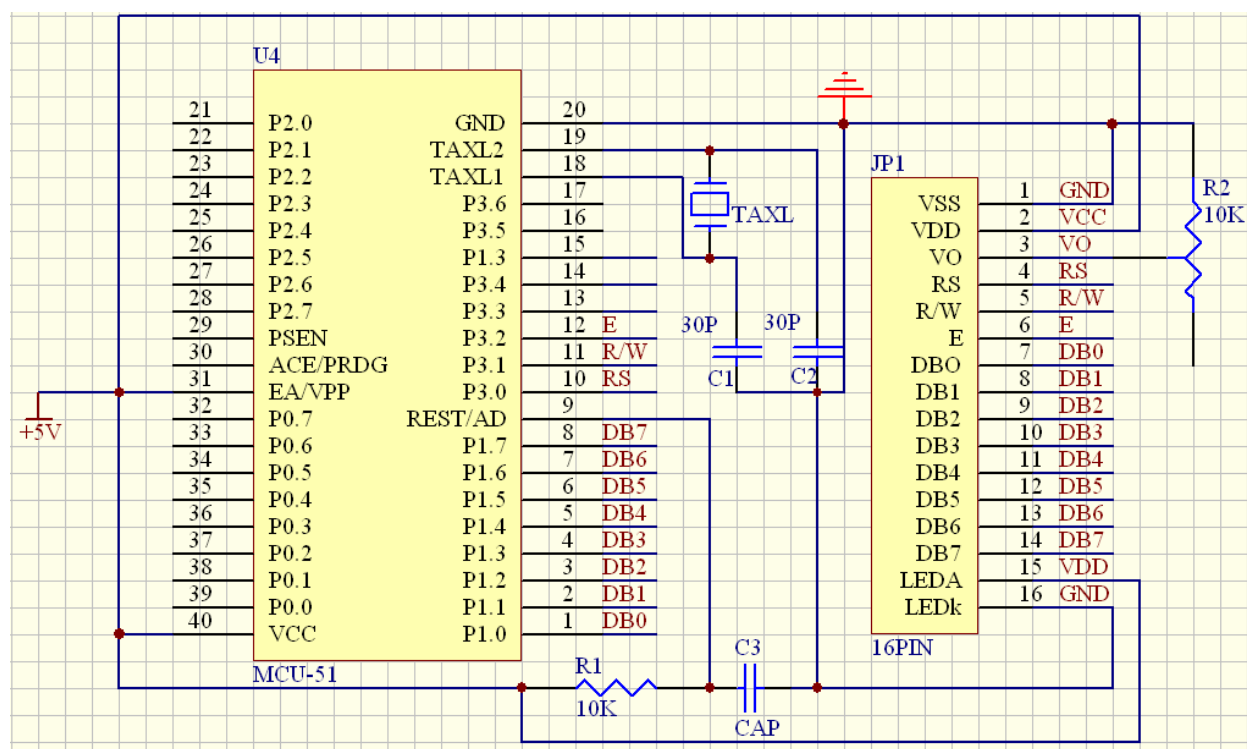 U4
21 P2.0 GND 20
22 P2.1 TAXL2 19
23 P2.2 TAXL1 18
24 P2.3 P3.6 17
25 P2.4 P3.5 16
26 P2.5 P1.3 15
27 P2.6 P3.4 14
28 P2.7 P3.3 13
29 PSEN P3.2 12 E
30 ACE/PRDG P3.1 11 R/W
31 EA/VPP P3.0 10 RS
32 P0.7 REST/AD 9
33 P0.6 P1.7 8 DB7
34 P0.5 P1.6 7 DB6
35 P0.4 P1.5 6 DB5
36 P0.3 P1.4 5 DB4
37 P0.2 P1.3 4 DB3
38 P0.1 P1.2 3 DB2
39 P0.0 P1.1 2 DB1
40 VCC P1.0 1 DB0
MCU-51
+5V
TAXL
30P
C1
30P
C2
R1
10K
C3
CAP
JP1
VSS 1 GND
VDD 2 VCC
VO 3 VO
RS 4 RS
R/W 5 R/W
E 6 E
DBO 7 DB0
DB1 8 DB1
DB2 9 DB2
DB3 10 DB3
DB4 11 DB4
DB5 12 DB5
DB6 13 DB6
DB7 14 DB7
LEDA 15 VDD
LEDk 16 GND
16PIN
R2
10K